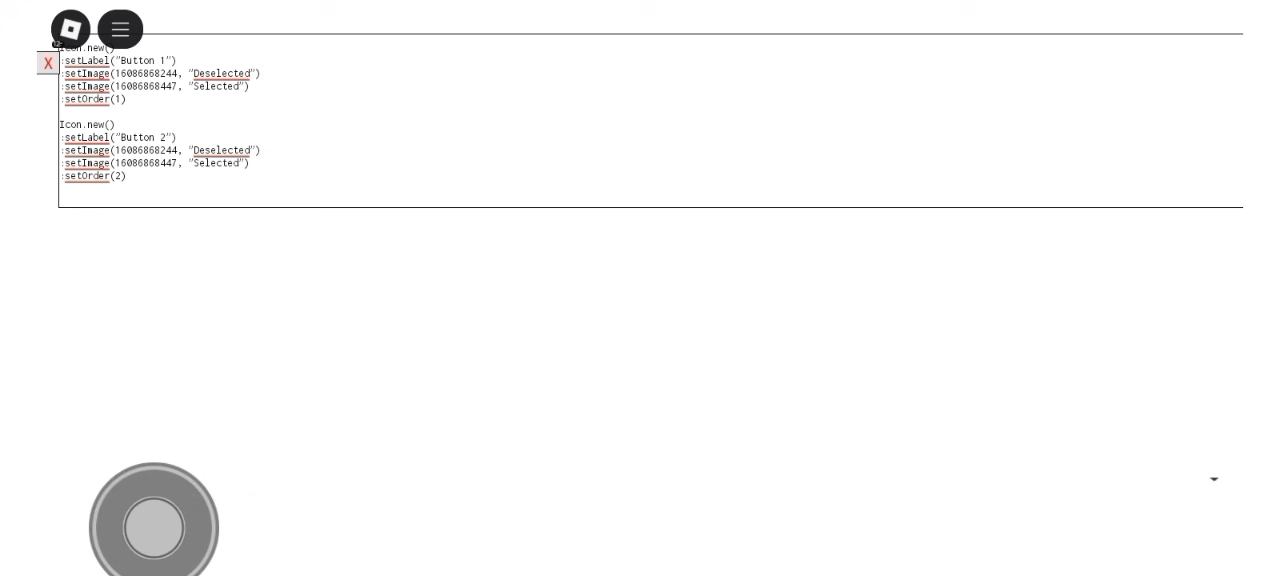 Icon.new()
:setLabel("Button 1")
:setImage(16086868244, "Deselected")
:setImage(16086868447, "Selected")
:setOrder(1)
Icon.new()
:setLabel("Button 2")
:setImage(16086868244, "Deselected")
:setImage(16086868447, "Selected")
:setOrder(2)
X